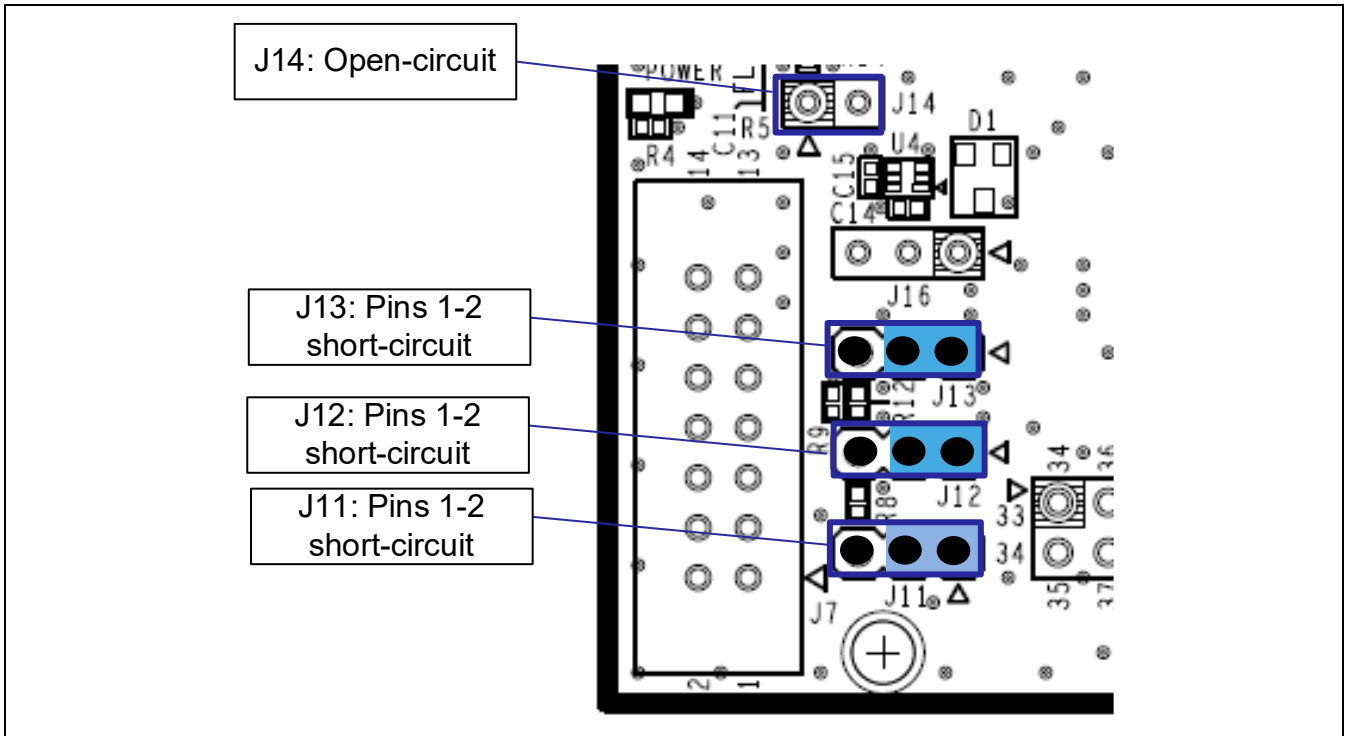 J14: Open-circuit
POWER
J14
D1
C11
R5
U4
R4
14
13
C15
C14
J16
J13: Pins 1-2
short-circuit
R12
J13
J12: Pins 1-2
short-circuit
R9
34
36
J12
J11: Pins 1-2
short-circuit
R8
33
34
J11
35
37
J7
2
1